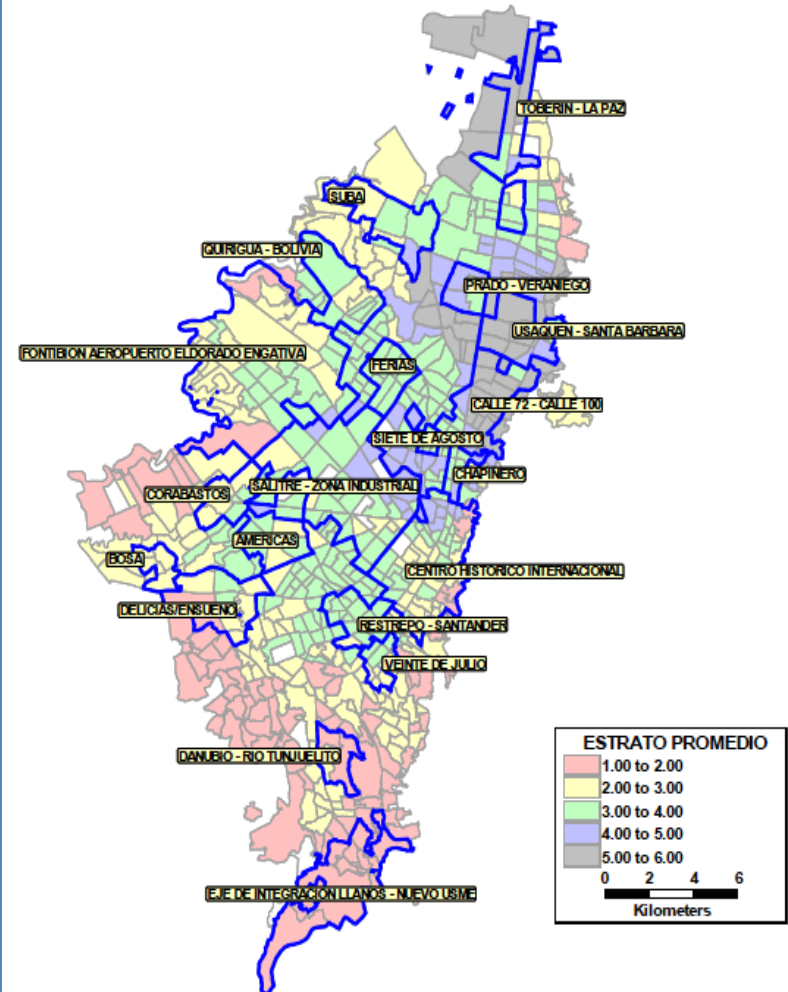 TOBERIN - LA PAZ
SUBA
QUIRIGUA - BOLIVIA
PRADO - VERANIEGO
USAQUEN - SANTA BARBARA
FONTIBION AEROPUERTO ELDORADO ENGATIVA
FERIAS
CALLE 72 - CALLE 100
SIETE DE AGOSTO
CHAPINERO
SALITRE - ZONA INDUSTRIAL
CORABASTOS
AMERICAS
BOSA
CENTRO HISTORICO INTERNACIONAL
DELICIAS/ENSUENO
RESTREPO - SANTANDER
VEINTE DE JULIO
DANUBIO - RIO TUNJUELITO
EJE DE INTEGRACION LLANOS - NUEVO USME
ESTRATO PROMEDIO
1.00 to 2.00
2.00 to 3.00
3.00 to 4.00
4.00 to 5.00
5.00 to 6.00
0 2 4 6
Kilometers